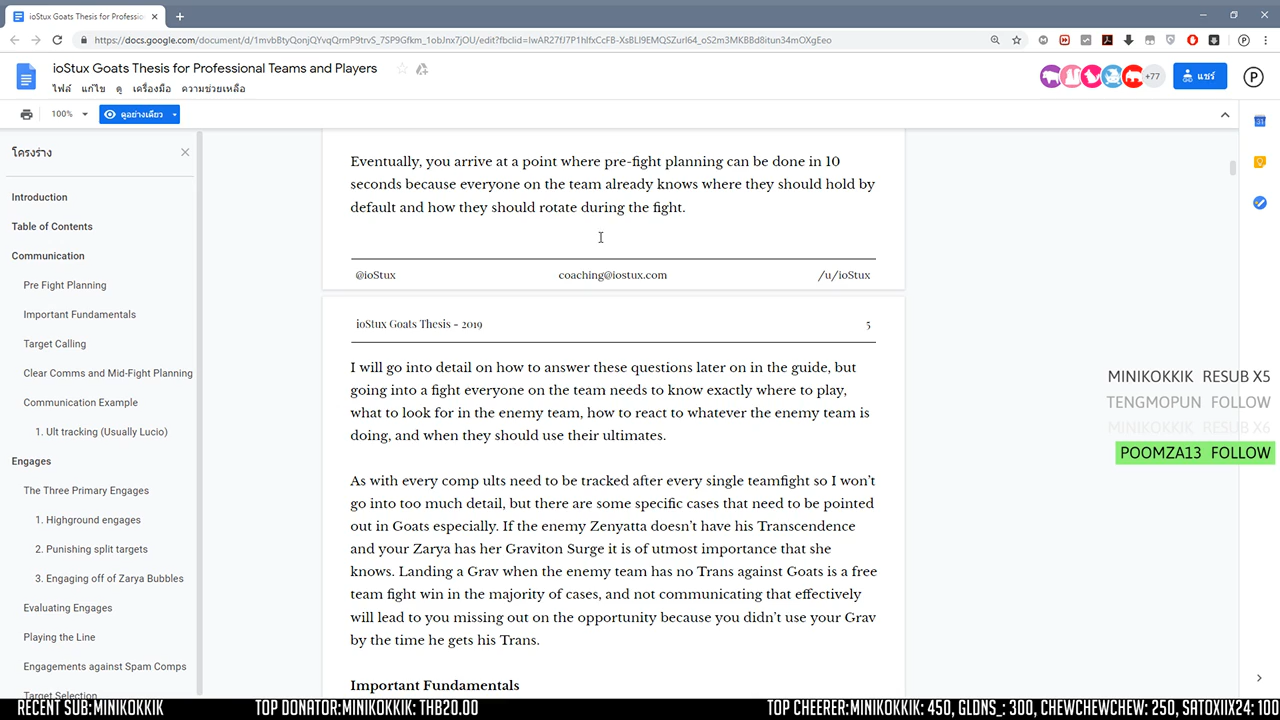 ioStux Goats Thesis for Professio
https://docs.google.com/document/d/1mvbBtyQonjQYvqQrmP9trvS_7SP9Gfkm_1obJnx7jOU/edit?fbclid=IwAR27fJ7P1hlfxCcFB-XsBLl9EMQSZurl64_oS2m3MKBBd8itun34mOXgEeo
ioStux Goats Thesis for Professional Teams and Players
ไฟล์ แก้ไข ดู เครื่องมือ ความช่วยเหลือ
+77
แชร์
P
100%
ดูอย่างเดียว
โครงร่าง
Introduction
Table of Contents
Communication
Pre Fight Planning
Important Fundamentals
Target Calling
Clear Comms and Mid-Fight Planning
Communication Example
1. Ult tracking (Usually Lucio)
Engages
The Three Primary Engages
1. Highground engages
2. Punishing split targets
3. Engaging off of Zarya Bubbles
Evaluating Engages
Playing the Line
Engagements against Spam Comps
Target Selection
Eventually, you arrive at a point where pre-fight planning can be done in 10
seconds because everyone on the team already knows where they should hold by
default and how they should rotate during the fight.
@ioStux coaching@iostux.com /u/ioStux
ioStux Goats Thesis - 2019 5
I will go into detail on how to answer these questions later on in the guide, but
going into a fight everyone on the team needs to know exactly where to play,
what to look for in the enemy team, how to react to whatever the enemy team is
doing, and when they should use their ultimates.
As with every comp ults need to be tracked after every single teamfight so I won't
go into too much detail, but there are some specific cases that need to be pointed
out in Goats especially. If the enemy Zenyatta doesn't have his Transcendence
and your Zarya has her Graviton Surge it is of utmost importance that she
knows. Landing a Grav when the enemy team has no Trans against Goats is a free
team fight win in the majority of cases, and not communicating that effectively
will lead to you missing out on the opportunity because you didn't use your Grav
by the time he gets his Trans.
Important Fundamentals
MINIKOKKIK RESUB X5
TENGMOPUN FOLLOW
MINIKOKKIK RESUB X6
POOMZA13 FOLLOW
RECENT SUB:MINIKOKKIK TOP DONATOR:MINIKOKKIK: THB20.00 TOP CHEERER:MINIKOKKIK: 450, GLDNS_: 300, CHEWCHEWCHEW: 250, SATOXIIX24: 100